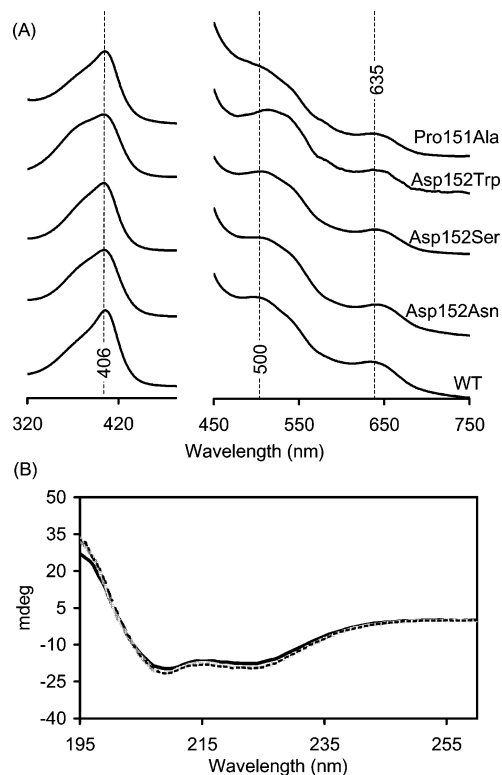 (A)
635
Pro151Ala
Asp152Trp
Asp152Ser
Asp152Asn
WT
406
500
320 420 450 550 650 750
Wavelength (nm)
(B)
50
35
20
5
-10
-25
-40
mdeg
195 215 235 255
Wavelength (nm)